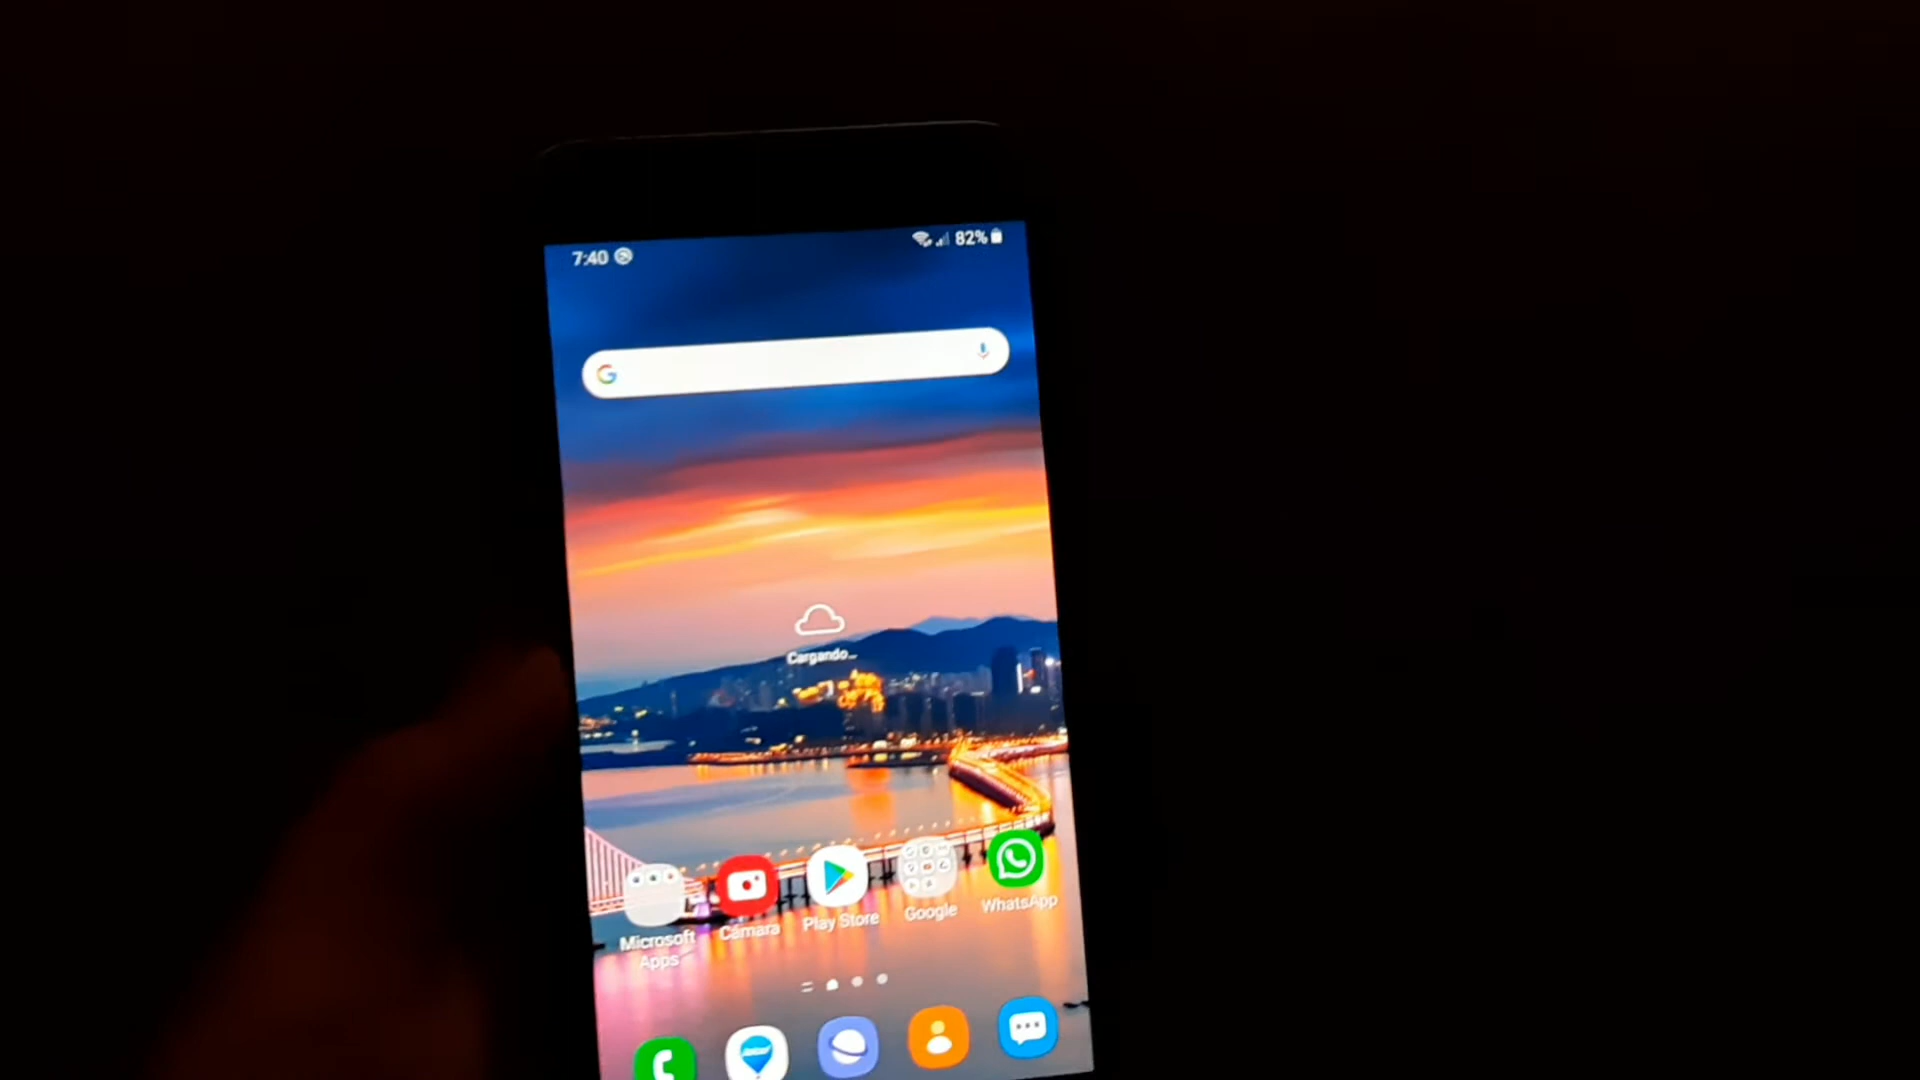 7:40 82%
Cargando...
Microsoft Apps
Cámara
Play Store
Google
WhatsApp